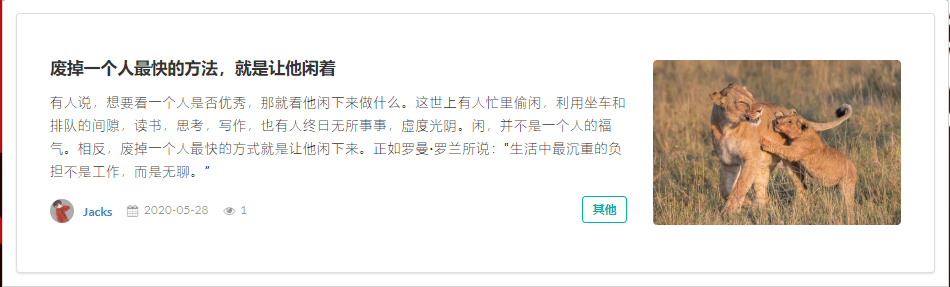 废掉一个人最快的方法，就是让他闲着
有人说，想要看一个人是否优秀，那就看他闲下来做什么。这世上有人忙里偷闲，利用坐车和
排队的间隙，读书，思考，写作，也有人终日无所事事，虚度光阴。闲，并不是一个人的福
气。相反，废掉一个人最快的方式就是让他闲下来。正如罗曼·罗兰所说："生活中最沉重的负
担不是工作，而是无聊。”
Jacks 2020-05-28 1 其他